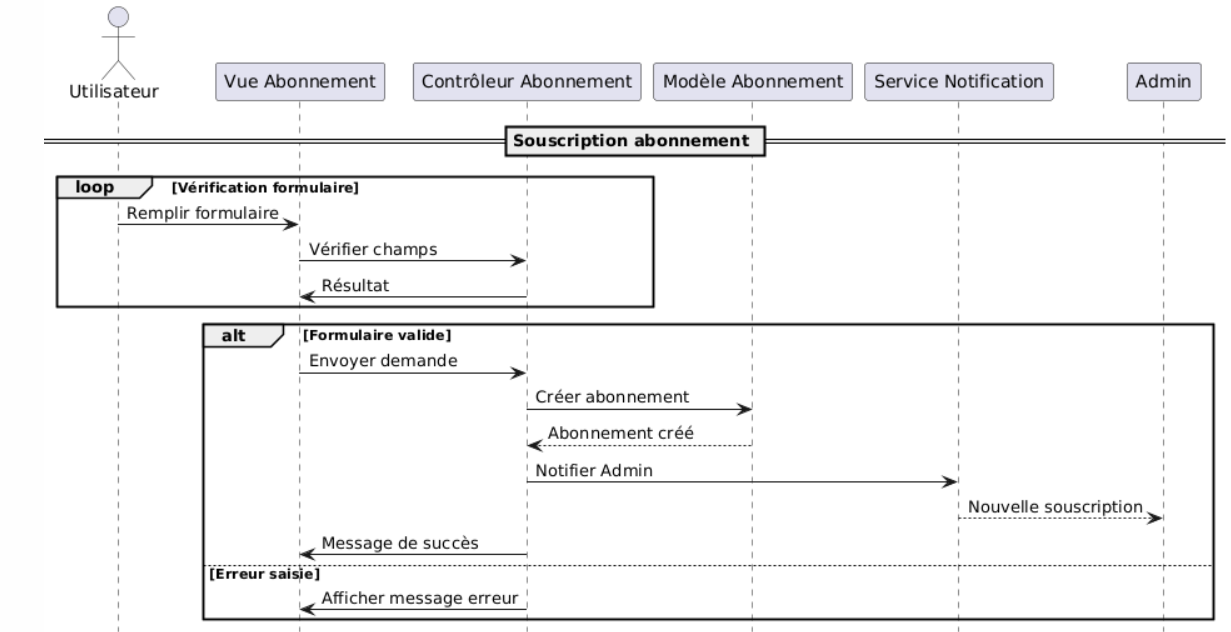 Utilisateur
Vue Abonnement
Contrôleur Abonnement
Modèle Abonnement
Service Notification
Admin
Souscription abonnement
loop [Vérification formulaire]
Remplir formulaire
Vérifier champs
Résultat
alt [Formulaire valide]
Envoyer demande
Créer abonnement
Abonnement créé
Notifier Admin
Nouvelle souscription
Message de succès
[Erreur saisie]
Afficher message erreur